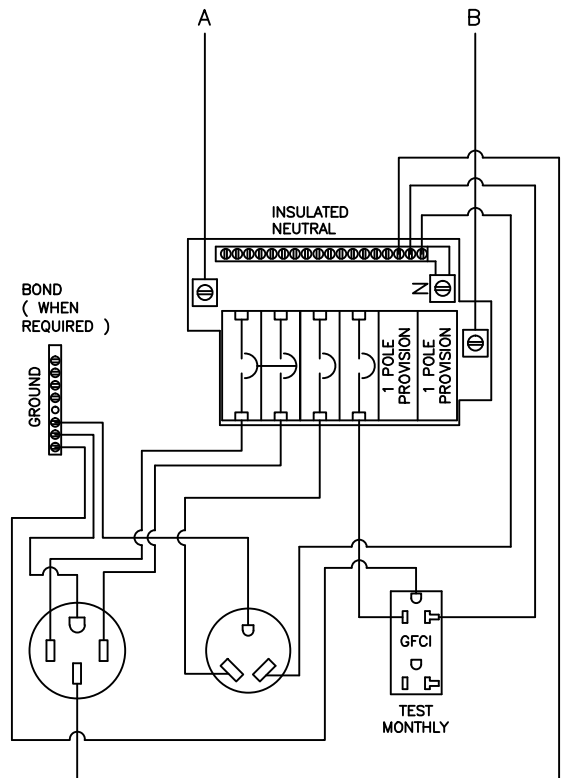 A
B
INSULATED
NEUTRAL
N
BOND
( WHEN
REQUIRED )
GROUND
1 POLE
PROVISION
1 POLE
PROVISION
GFCI
TEST
MONTHLY